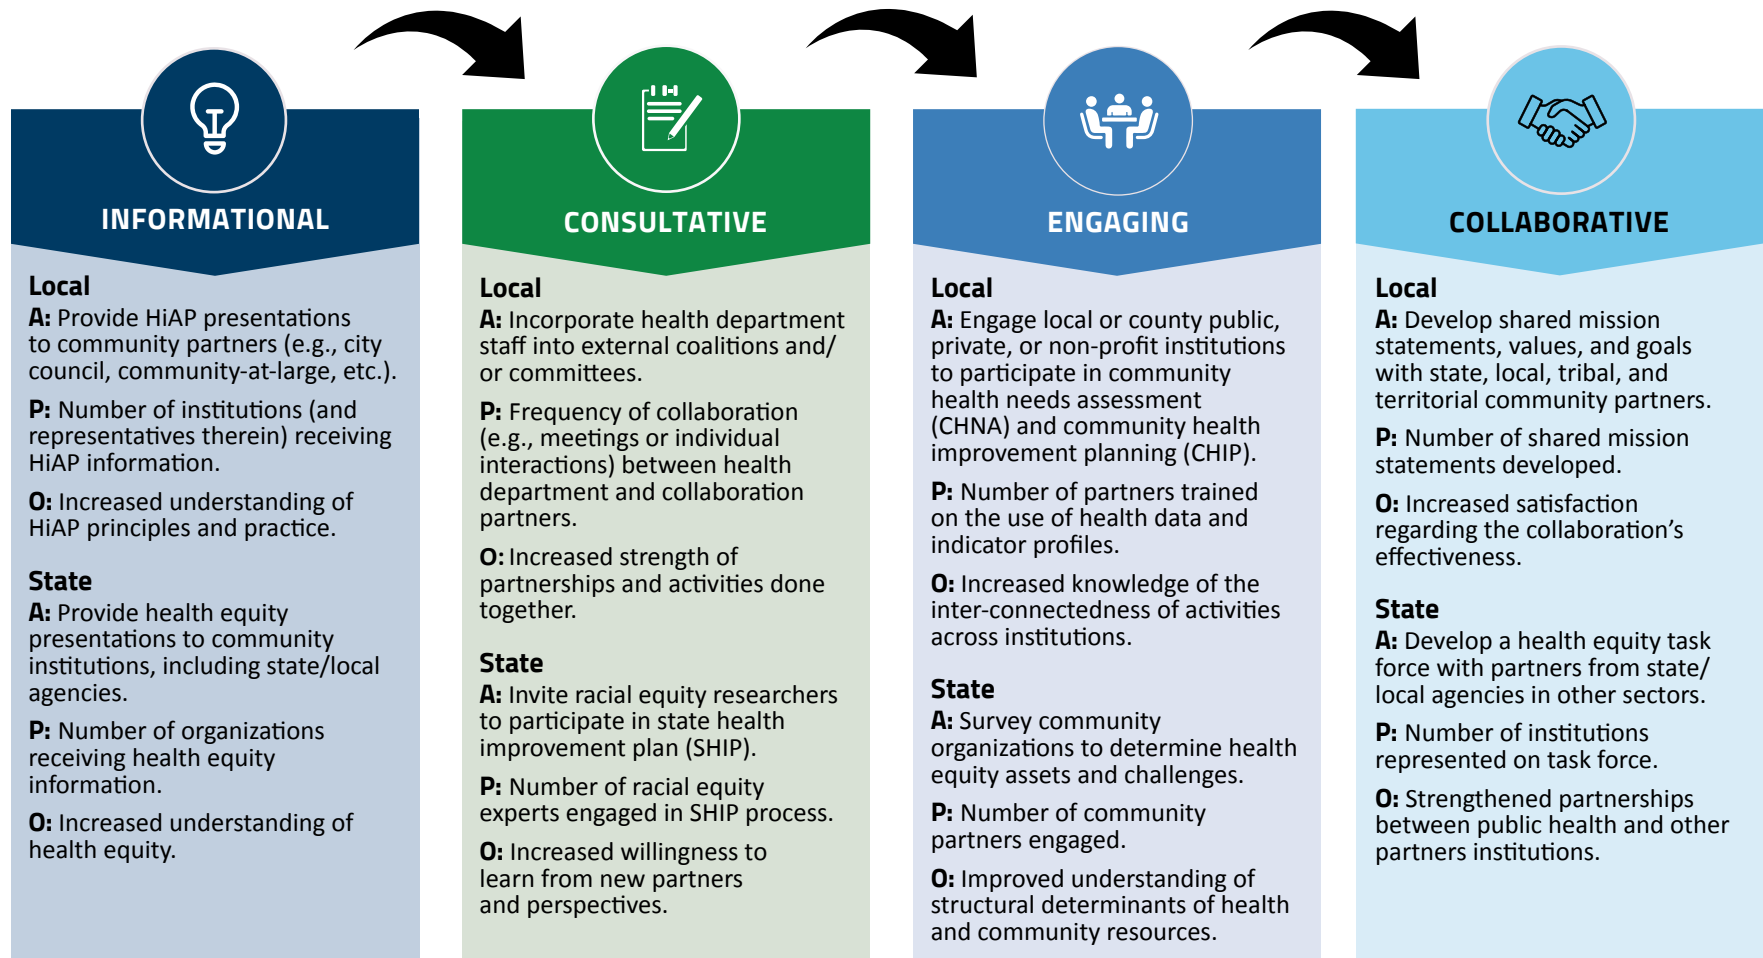 INFORMATIONAL
Local
A: Provide HiAP presentations
to community partners (e.g., city
council, community-at-large, etc.).
P: Number of institutions (and
representatives therein) receiving
HiAP information.
O: Increased understanding of
HiAP principles and practice.
State
A: Provide health equity
presentations to community
institutions, including state/local
agencies.
P: Number of organizations
receiving health equity
information.
O: Increased understanding of
health equity.
CONSULTATIVE
Local
A: Incorporate health department
staff into external coalitions and/
or committees.
P: Frequency of collaboration
(e.g., meetings or individual
interactions) between health
department and collaboration
partners.
O: Increased strength of
partnerships and activities done
together.
State
A: Invite racial equity researchers
to participate in state health
improvement plan (SHIP).
P: Number of racial equity
experts engaged in SHIP process.
O: Increased willingness to
learn from new partners
and perspectives.
ENGAGING
Local
A: Engage local or county public,
private, or non-profit institutions
to participate in community
health needs assessment
(CHNA) and community health
improvement planning (CHIP).
P: Number of partners trained
on the use of health data and
indicator profiles.
O: Increased knowledge of the
inter-connectedness of activities
across institutions.
State
A: Survey community
organizations to determine health
equity assets and challenges.
P: Number of community
partners engaged.
O: Improved understanding of
structural determinants of health
and community resources.
COLLABORATIVE
Local
A: Develop shared mission
statements, values, and goals
with state, local, tribal, and
territorial community partners.
P: Number of shared mission
statements developed.
O: Increased satisfaction
regarding the collaboration's
effectiveness.
State
A: Develop a health equity task
force with partners from state/
local agencies in other sectors.
P: Number of institutions
represented on task force.
O: Strengthened partnerships
between public health and other
partners institutions.